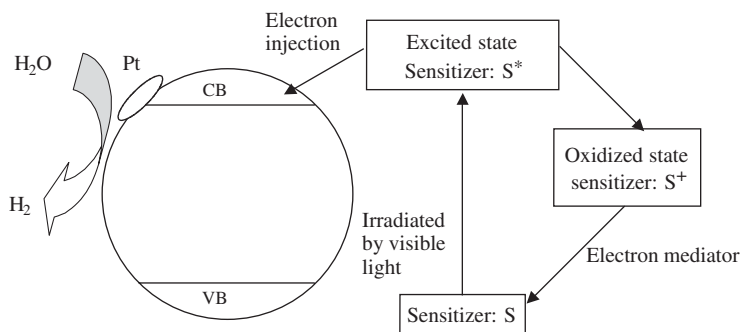 Electron
injection
H₂O
Pt
Excited state
Sensitizer: S*
CB
Oxidized state
sensitizer: S⁺
H₂
Irradiated
by visible
light
Electron mediator
VB
Sensitizer: S